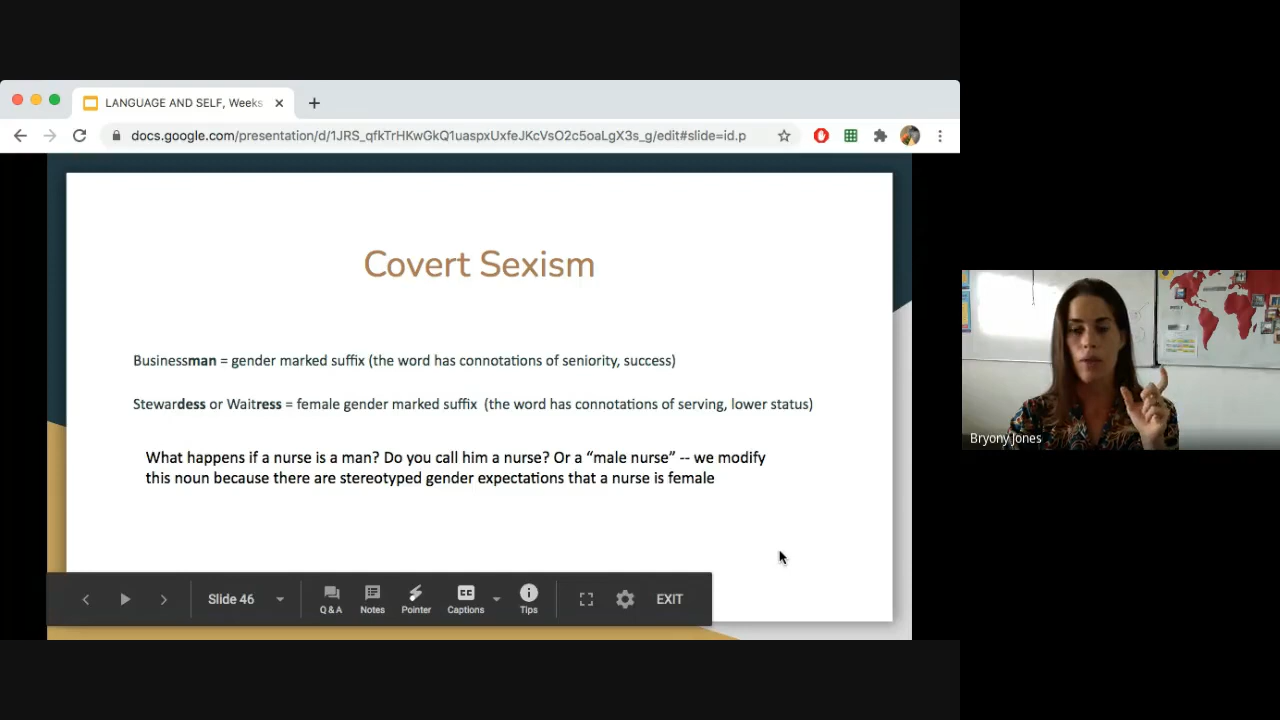 LANGUAGE AND SELF, Weeks
docs.google.com/presentation/d/1JRS_qfkTrHKwGkQ1uaspxUxfeJKcVsO2c5oaLgX3s_g/edit#slide=id.p
Covert Sexism
Businessman = gender marked suffix (the word has connotations of seniority, success)
Stewardess or Waitress = female gender marked suffix (the word has connotations of serving, lower status)
What happens if a nurse is a man? Do you call him a nurse? Or a “male nurse” -- we modify
this noun because there are stereotyped gender expectations that a nurse is female
Bryony Jones
Slide 46
Q & A
Notes
Pointer
CC
Captions
Tips
EXIT